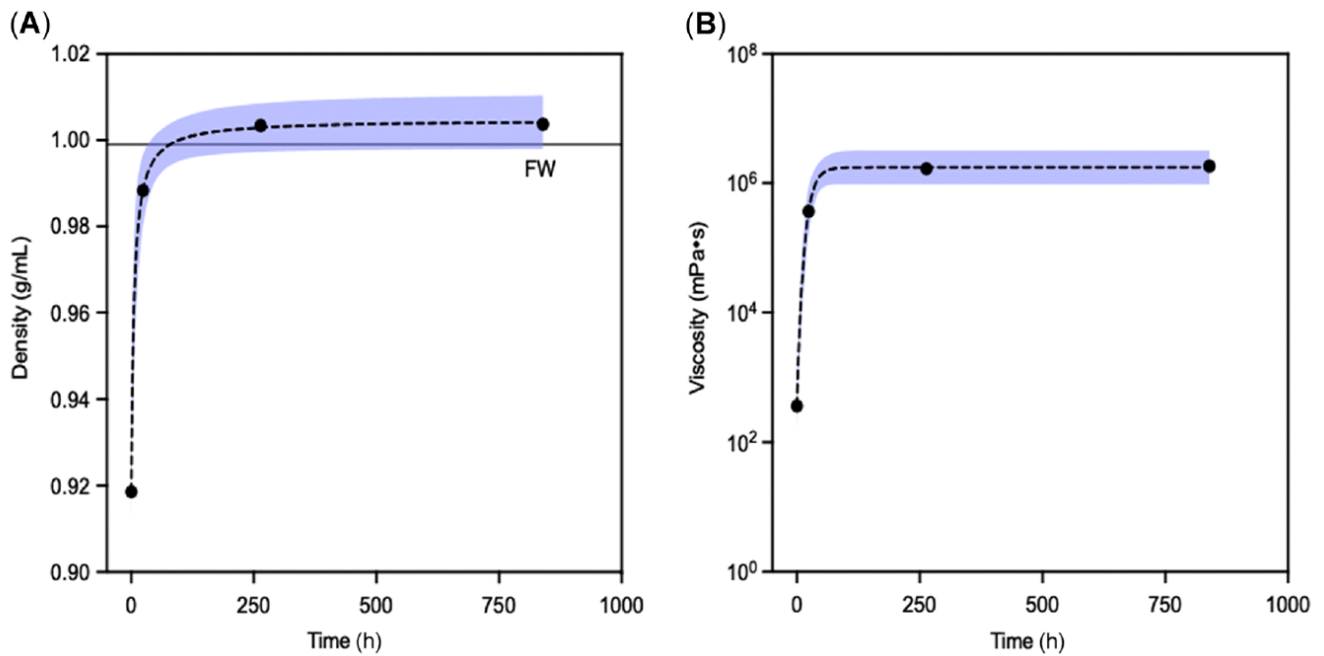 (A)
Density (g/mL)
1.02
1.00
0.98
0.96
0.94
0.92
0.90
FW
0 250 500 750 1000
Time (h)
(B)
Viscosity (mPa•s)
10⁸
10⁶
10⁴
10²
10⁰
0 250 500 750 1000
Time (h)